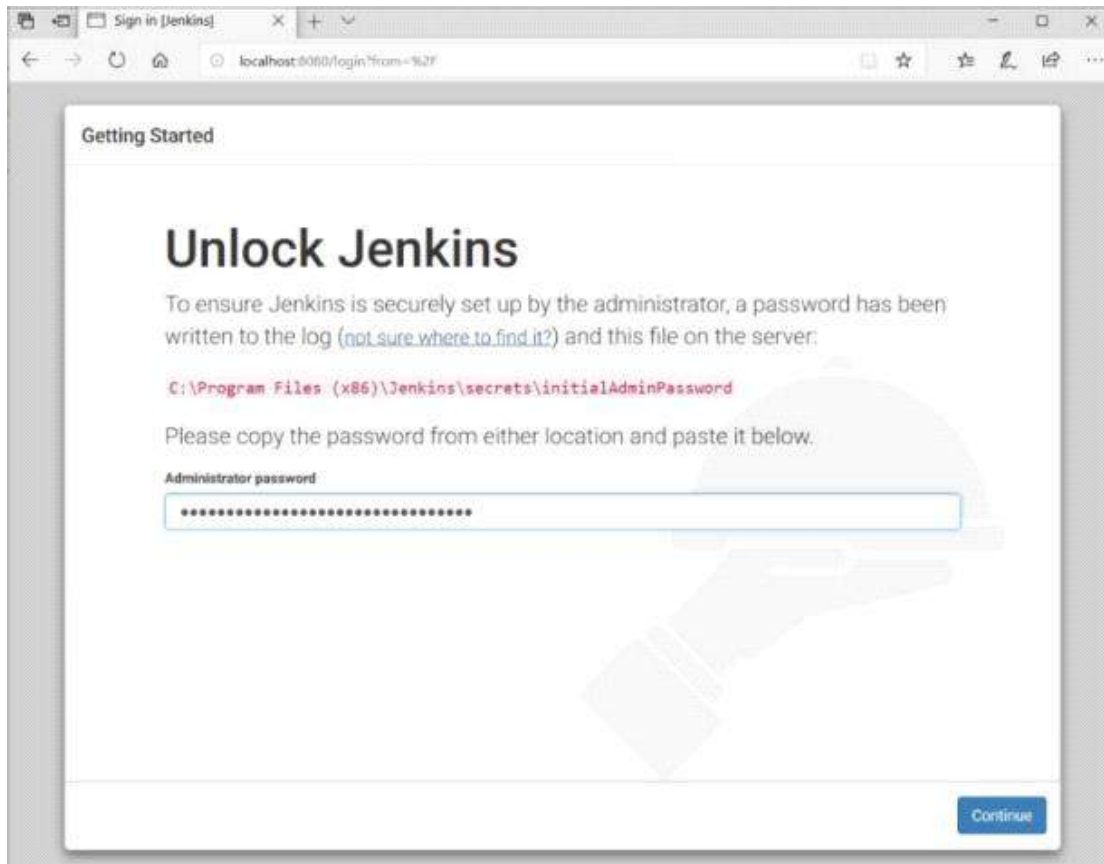 Sign in [Jenkins]
localhost:8080/login?from=%2F
Getting Started
Unlock Jenkins
To ensure Jenkins is securely set up by the administrator, a password has been
written to the log (not sure where to find it?) and this file on the server:
C:\Program Files (x86)\Jenkins\secrets\initialAdminPassword
Please copy the password from either location and paste it below.
Administrator password
••••••••••••••••••••••••••••••••
Continue